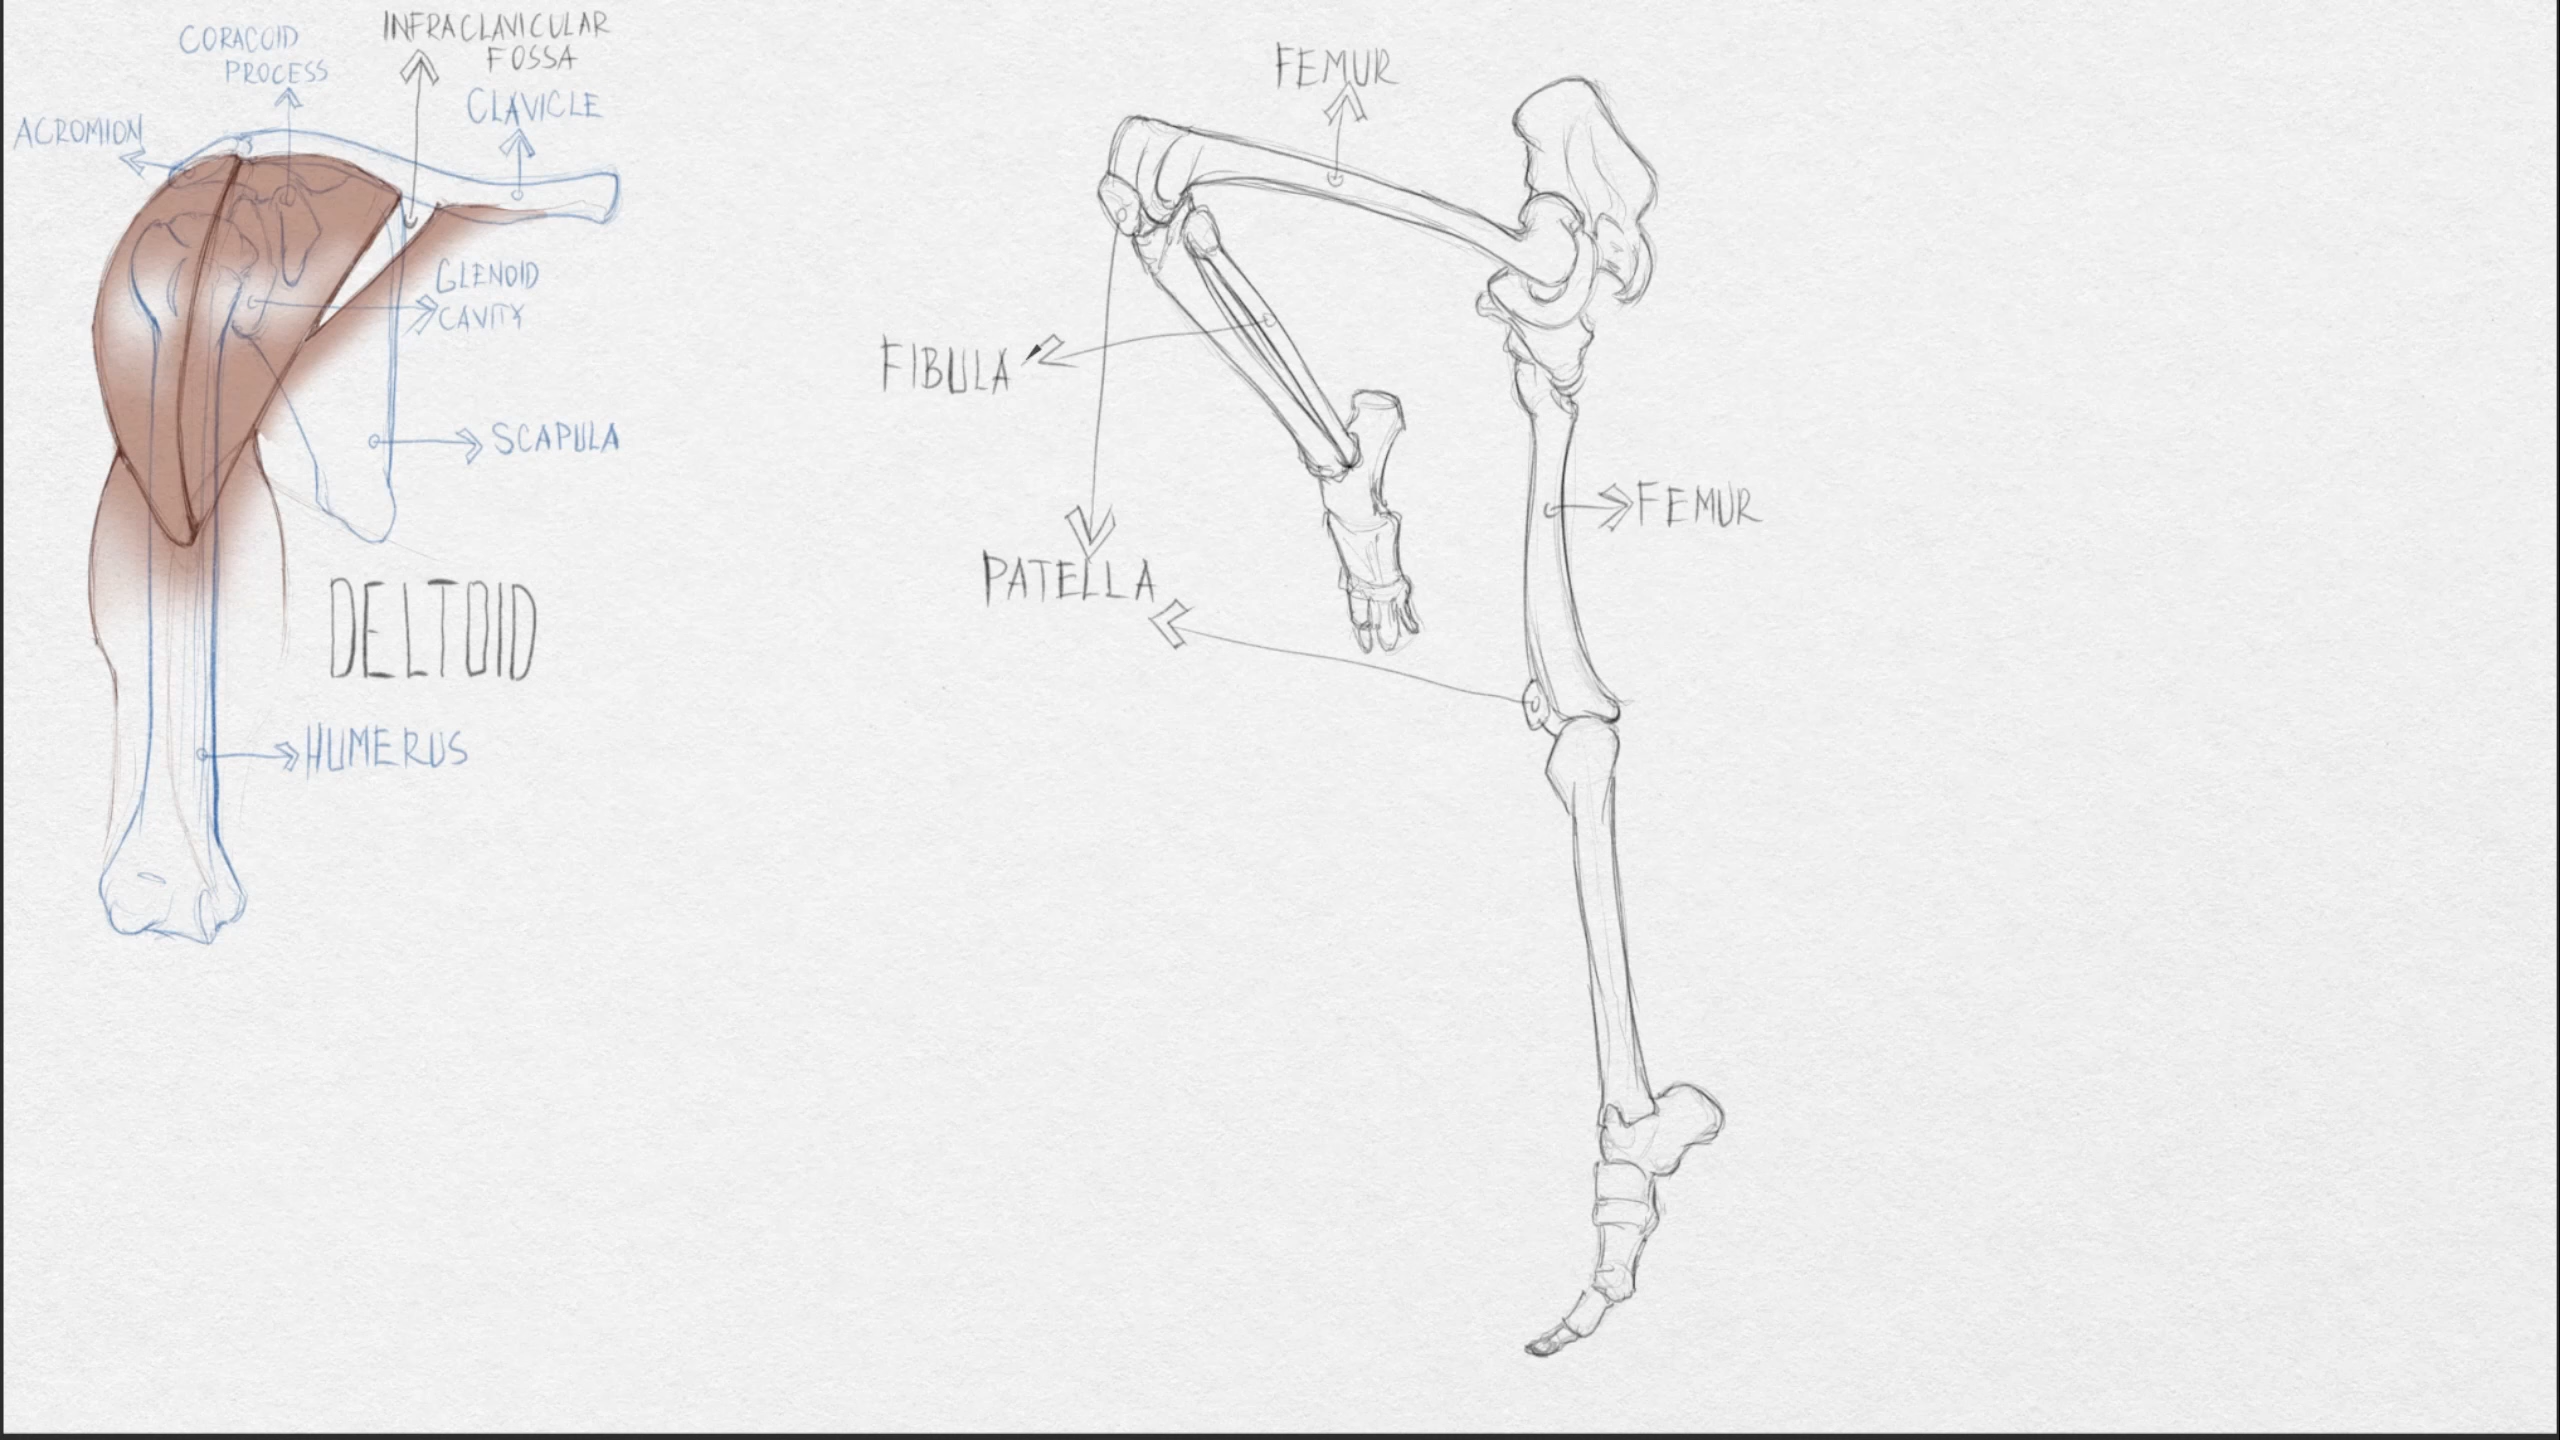 CORACOID
PROCESS
INFRACLAVICULAR
FOSSA
CLAVICLE
ACROMION
GLENOID
CAVITY
SCAPULA
DELTOID
HUMERUS
FEMUR
FIBULA
PATELLA
FEMUR